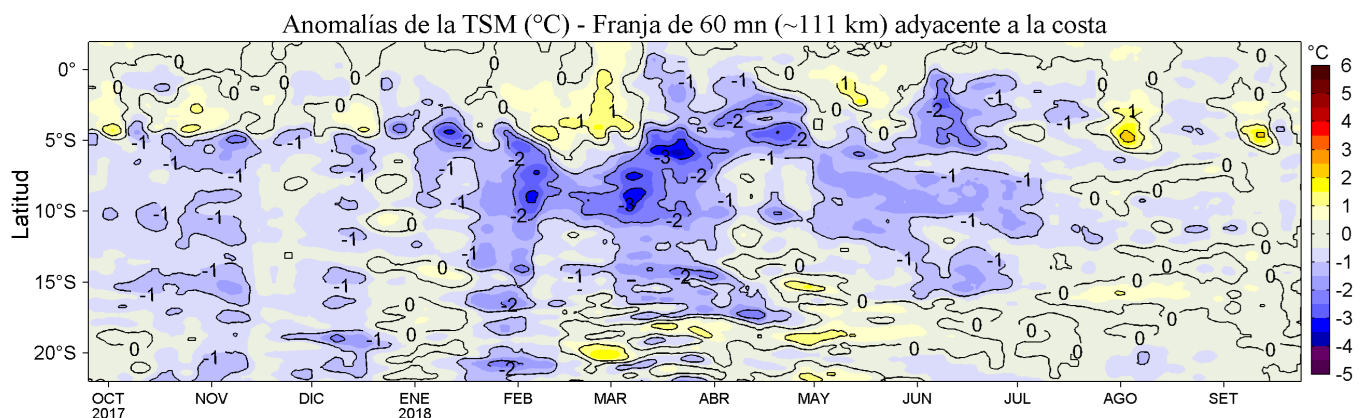 Anomalías de la TSM (°C) - Franja de 60 mn (~111 km) adyacente a la costa
°C
Latitud
0°
5°S
10°S
15°S
20°S
6
5
4
3
2
1
0
-1
-2
-3
-4
-5
OCT NOV DIC ENE FEB MAR ABR MAY JUN JUL AGO SET
2017 2018